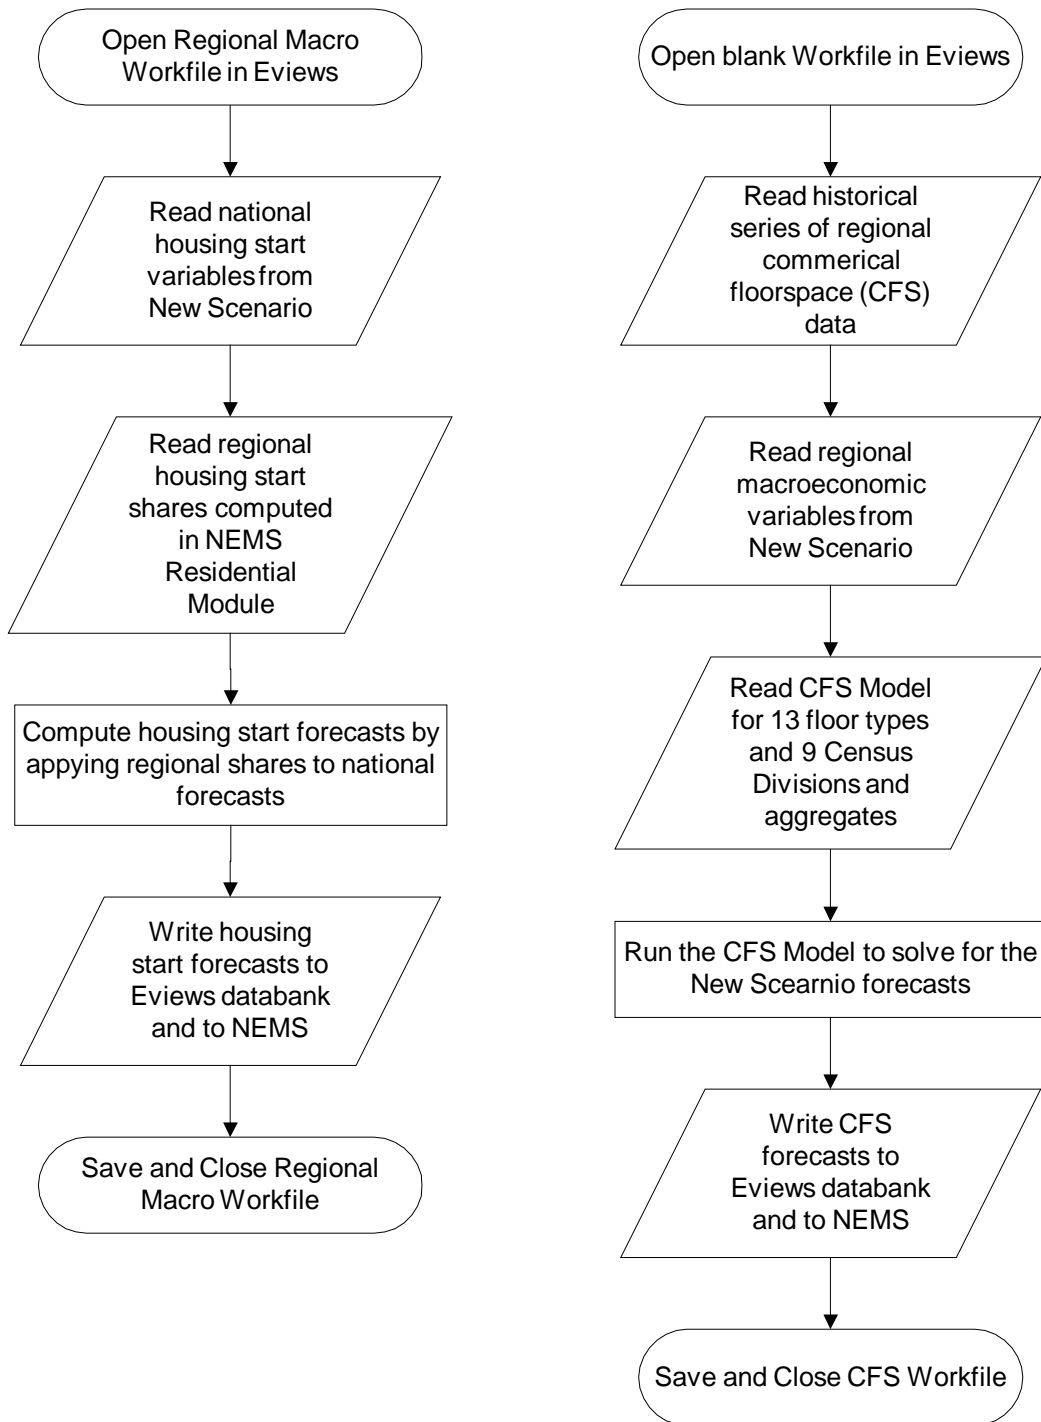 Open Regional Macro
Workfile in Eviews
Read national
housing start
variables from
New Scenario
Read regional
housing start
shares computed
in NEMS
Residential
Module
Compute housing start forecasts by
appying regional shares to national
forecasts
Write housing
start forecasts to
Eviews databank
and to NEMS
Save and Close Regional
Macro Workfile
Open blank Workfile in Eviews
Read historical
series of regional
commerical
floorspace (CFS)
data
Read regional
macroeconomic
variables from
New Scenario
Read CFS Model
for 13 floor types
and 9 Census
Divisions and
aggregates
Run the CFS Model to solve for the
New Scearnio forecasts
Write CFS
forecasts to
Eviews databank
and to NEMS
Save and Close CFS Workfile